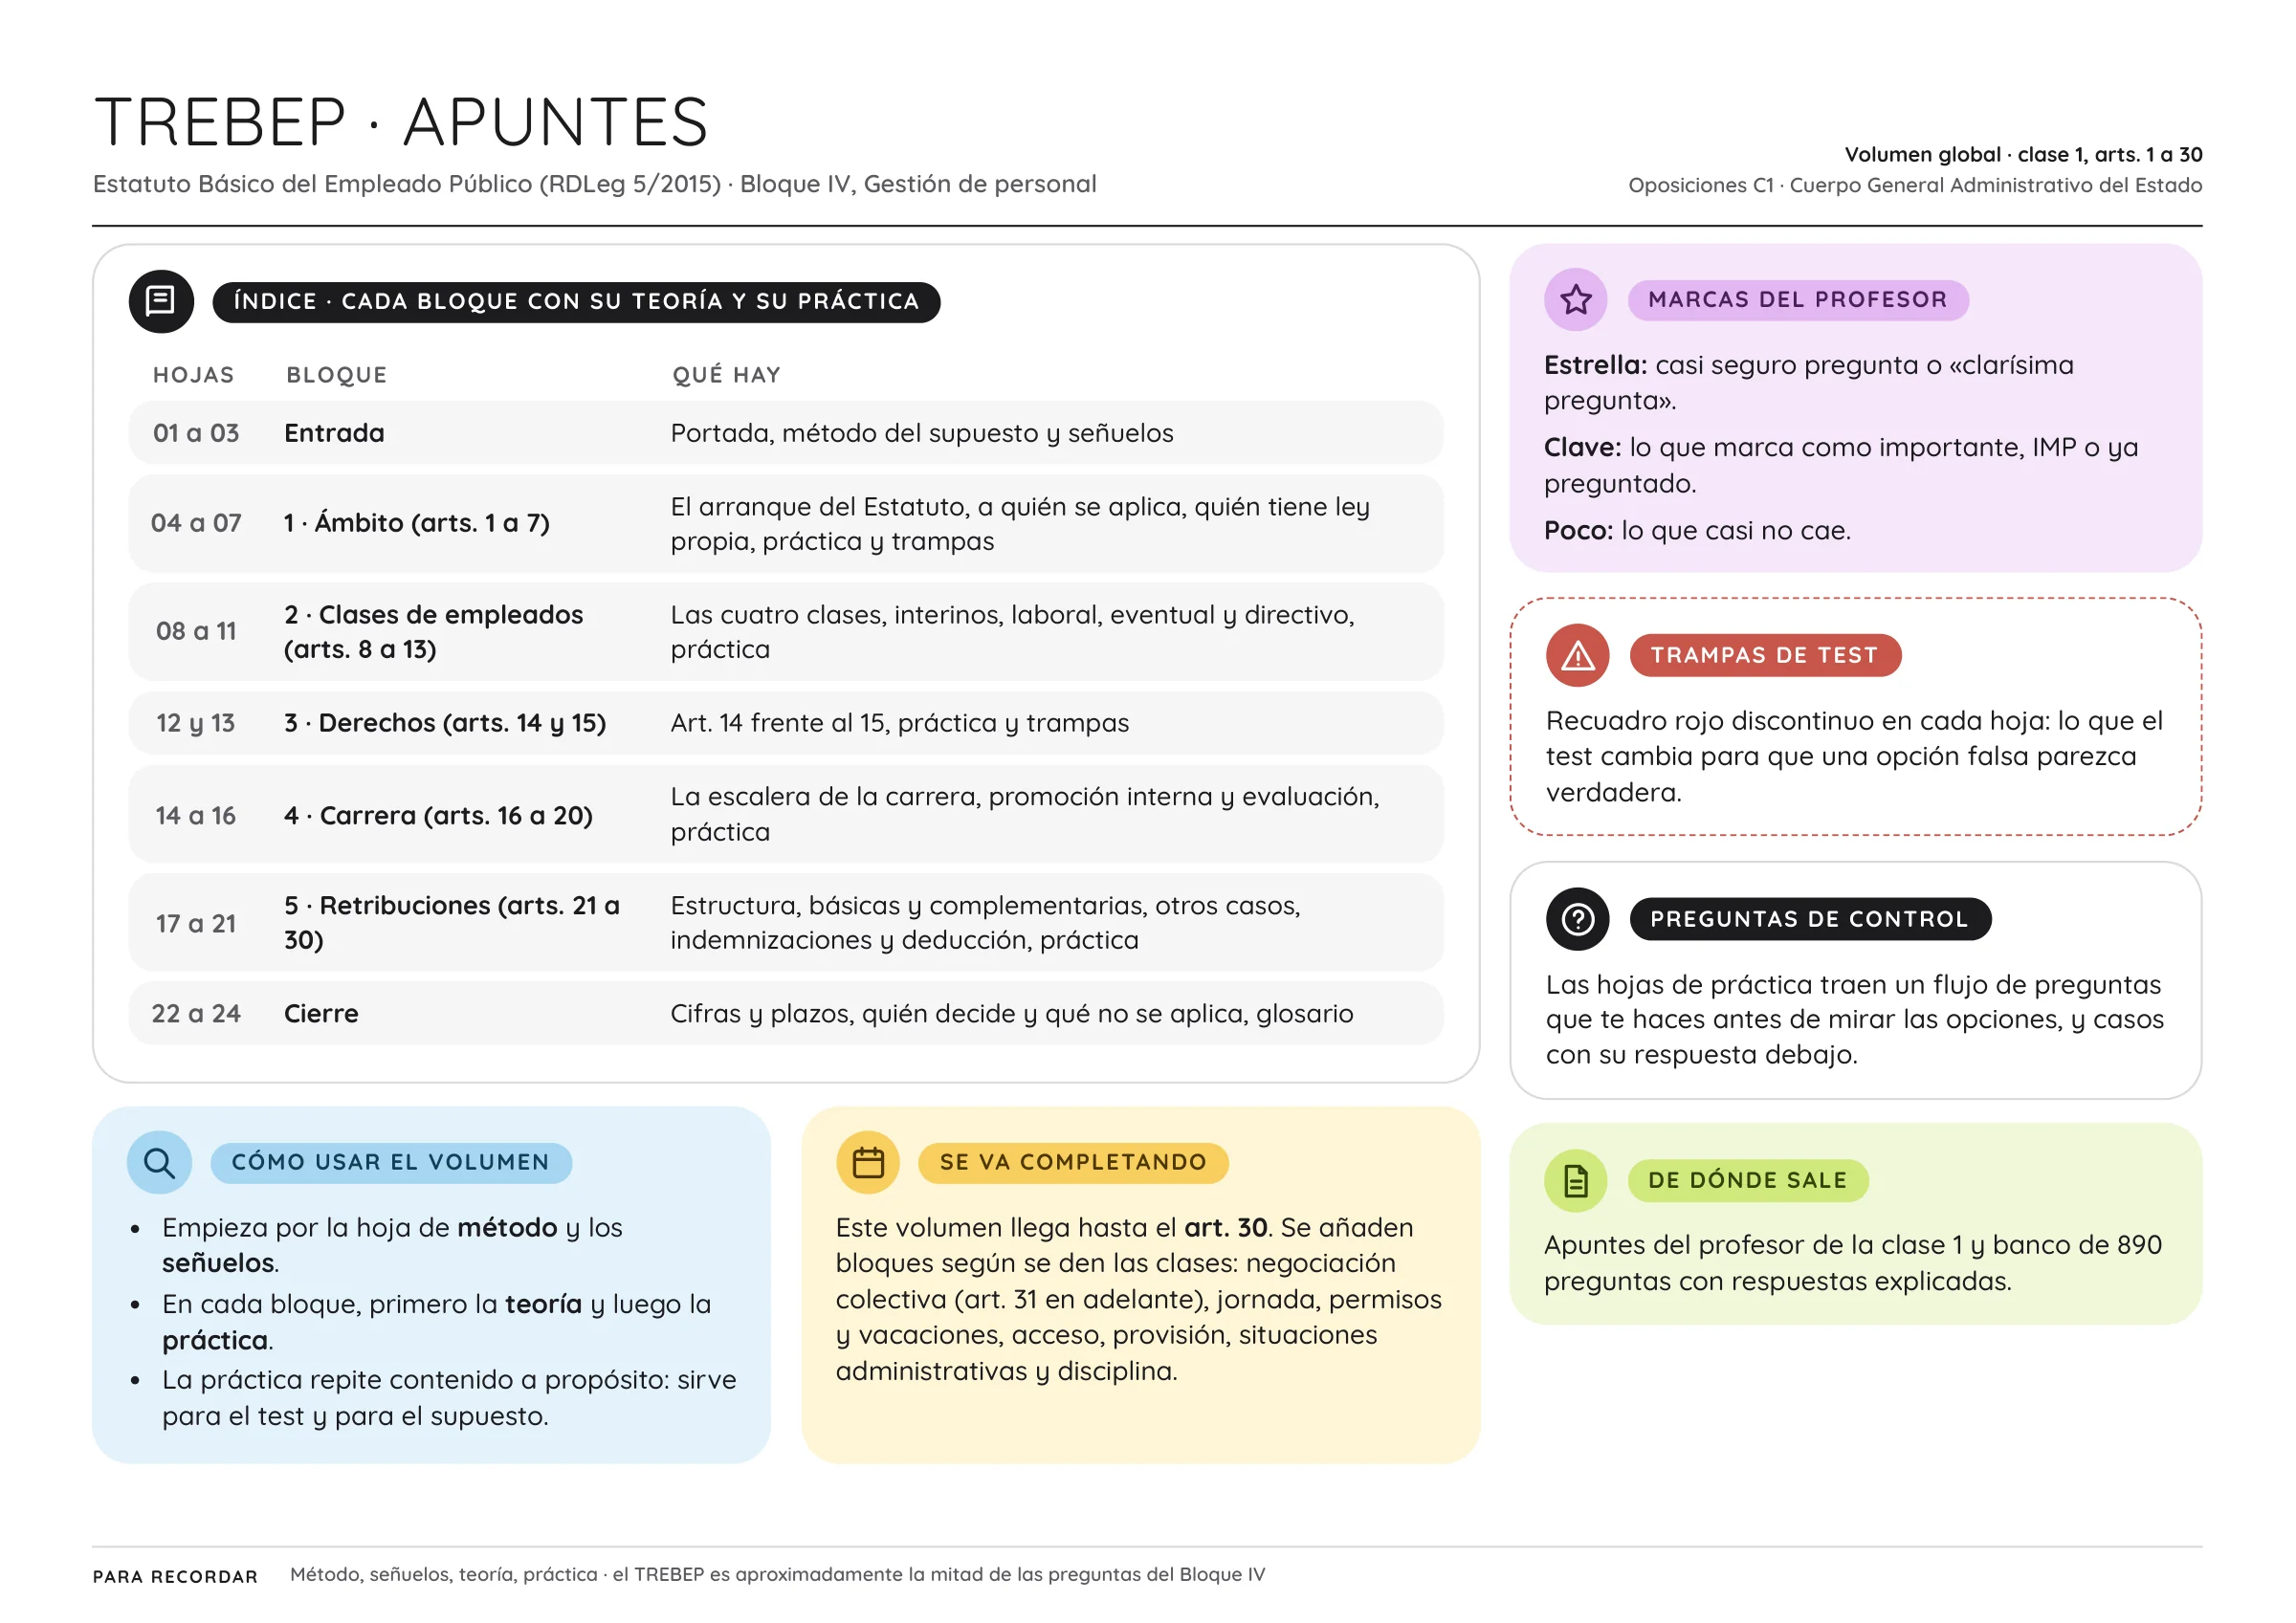 TREBEP · APUNTES
Estatuto Básico del Empleado Público (RDLeg 5/2015) · Bloque IV, Gestión de personal
Volumen global · clase 1, arts. 1 a 30
Oposiciones C1 · Cuerpo General Administrativo del Estado
ÍNDICE · CADA BLOQUE CON SU TEORÍA Y SU PRÁCTICA
HOJAS BLOQUE QUÉ HAY
01 a 03 Entrada Portada, método del supuesto y señuelos
04 a 07 1 · Ámbito (arts. 1 a 7) El arranque del Estatuto, a quién se aplica, quién tiene ley
propia, práctica y trampas
08 a 11 2 · Clases de empleados
(arts. 8 a 13)
Las cuatro clases, interinos, laboral, eventual y directivo,
práctica
12 y 13 3 · Derechos (arts. 14 y 15) Art. 14 frente al 15, práctica y trampas
14 a 16 4 · Carrera (arts. 16 a 20) La escalera de la carrera, promoción interna y evaluación,
práctica
17 a 21 5 · Retribuciones (arts. 21 a
30)
Estructura, básicas y complementarias, otros casos,
indemnizaciones y deducción, práctica
22 a 24 Cierre Cifras y plazos, quién decide y qué no se aplica, glosario
CÓMO USAR EL VOLUMEN
• Empieza por la hoja de método y los
señuelos.
• En cada bloque, primero la teoría y luego la
práctica.
• La práctica repite contenido a propósito: sirve
para el test y para el supuesto.
SE VA COMPLETANDO
Este volumen llega hasta el art. 30. Se añaden
bloques según se den las clases: negociación
colectiva (art. 31 en adelante), jornada, permisos
y vacaciones, acceso, provisión, situaciones
administrativas y disciplina.
MARCAS DEL PROFESOR
Estrella: casi seguro pregunta o «clarísima
pregunta».
Clave: lo que marca como importante, IMP o ya
preguntado.
Poco: lo que casi no cae.
TRAMPAS DE TEST
Recuadro rojo discontinuo en cada hoja: lo que el
test cambia para que una opción falsa parezca
verdadera.
PREGUNTAS DE CONTROL
Las hojas de práctica traen un flujo de preguntas
que te haces antes de mirar las opciones, y casos
con su respuesta debajo.
DE DÓNDE SALE
Apuntes del profesor de la clase 1 y banco de 890
preguntas con respuestas explicadas.
PARA RECORDAR Método, señuelos, teoría, práctica · el TREBEP es aproximadamente la mitad de las preguntas del Bloque IV